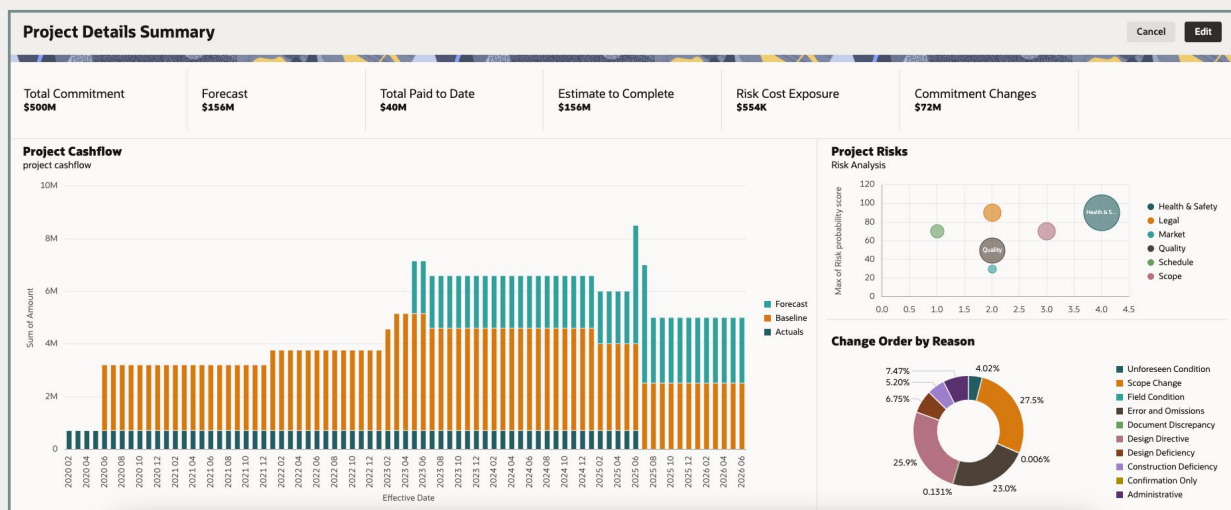 Project Details Summary
Cancel
Edit
Total Commitment
$500M
Forecast
$156M
Total Paid to Date
$40M
Estimate to Complete
$156M
Risk Cost Exposure
$554K
Commitment Changes
$72M
Project Cashflow
project cashflow
10M
8M
6M
4M
2M
0
Sum of Amount
2020 02
2020 04
2020 06
2020 08
2020 10
2020 12
2021 02
2021 04
2021 06
2021 08
2021 10
2021 12
2022 02
2022 04
2022 06
2022 08
2022 10
2022 12
2023 02
2023 04
2023 06
2023 08
2023 10
2023 12
2024 02
2024 04
2024 06
2024 08
2024 10
2024 12
2025 02
2025 04
2025 06
2025 08
2025 10
2025 12
2026 02
2026 04
2026 06
Effective Date
Forecast
Baseline
Actuals
Project Risks
Risk Analysis
120
100
80
60
40
20
0
Max of Risk probability score
0.0 0.5 1.0 1.5 2.0 2.5 3.0 3.5 4.0 4.5
Health & S...
Quality
Health & Safety
Legal
Market
Quality
Schedule
Scope
Change Order by Reason
7.47%
4.02%
5.20%
6.75%
27.5%
25.9%
0.006%
0.131%
23.0%
Unforeseen Condition
Scope Change
Field Condition
Error and Omissions
Document Discrepancy
Design Directive
Design Deficiency
Construction Deficiency
Confirmation Only
Administrative